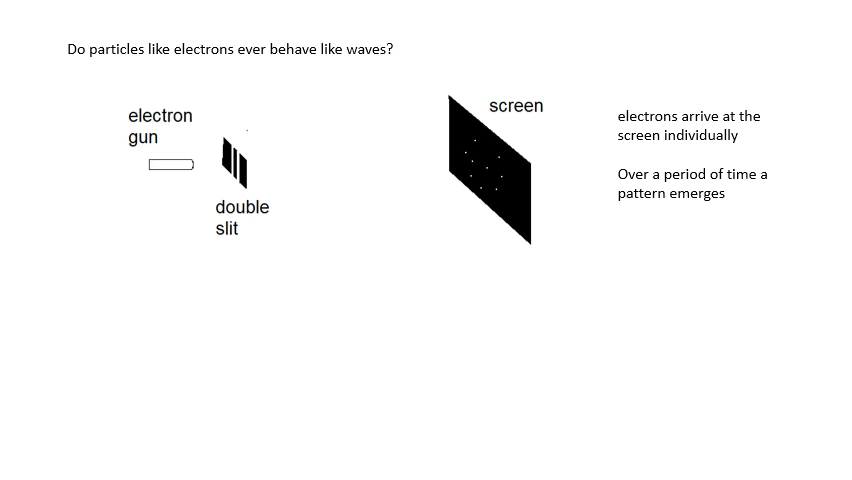 Do particles like electrons ever behave like waves?
electron
gun
double
slit
screen
electrons arrive at the
screen individually
Over a period of time a
pattern emerges